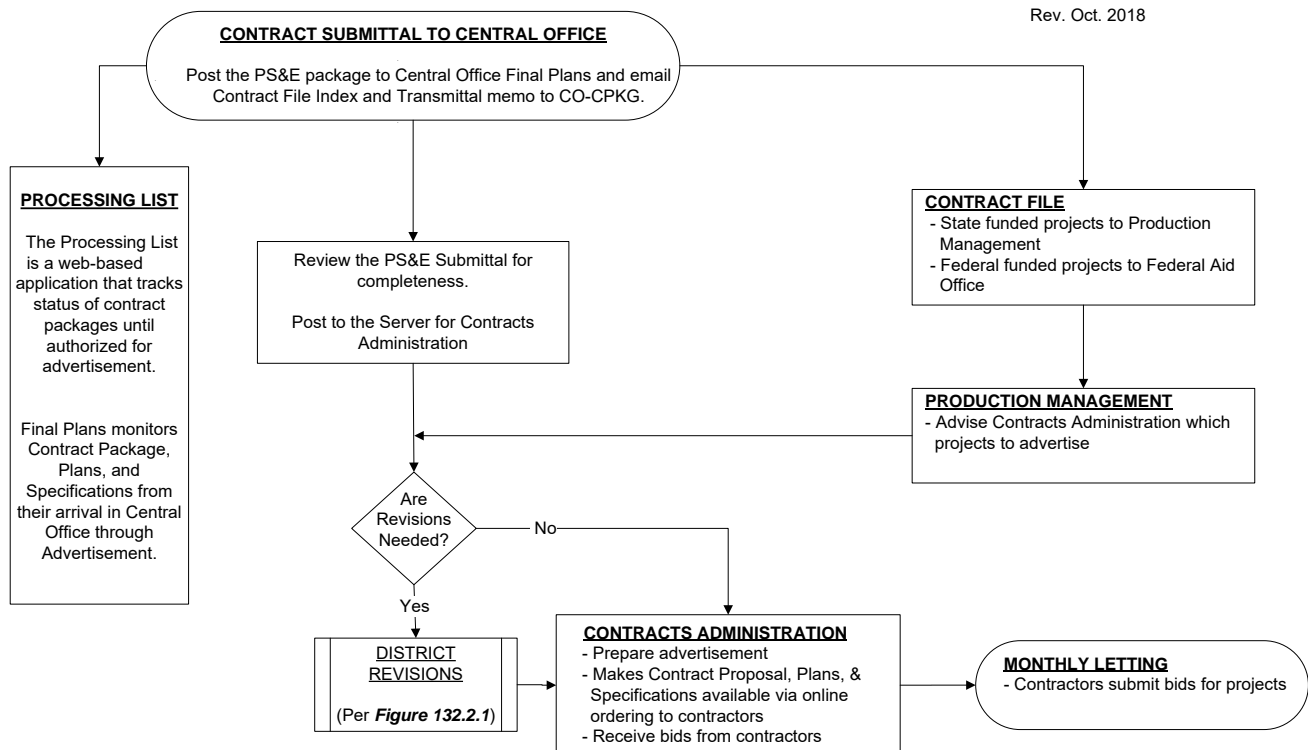 Rev. Oct. 2018
CONTRACT SUBMITTAL TO CENTRAL OFFICE
Post the PS&E package to Central Office Final Plans and email
Contract File Index and Transmittal memo to CO-CPKG.
PROCESSING LIST
The Processing List
is a web-based
application that tracks
status of contract
packages until
authorized for
advertisement.
Final Plans monitors
Contract Package,
Plans, and
Specifications from
their arrival in Central
Office through
Advertisement.
Review the PS&E Submittal for
completeness.
Post to the Server for Contracts
Administration
CONTRACT FILE
- State funded projects to Production
Management
- Federal funded projects to Federal Aid
Office
PRODUCTION MANAGEMENT
- Advise Contracts Administration which
projects to advertise
Are
Revisions
Needed?
No
Yes
DISTRICT
REVISIONS
(Per Figure 132.2.1)
CONTRACTS ADMINISTRATION
- Prepare advertisement
- Makes Contract Proposal, Plans, &
Specifications available via online
ordering to contractors
- Receive bids from contractors
MONTHLY LETTING
- Contractors submit bids for projects